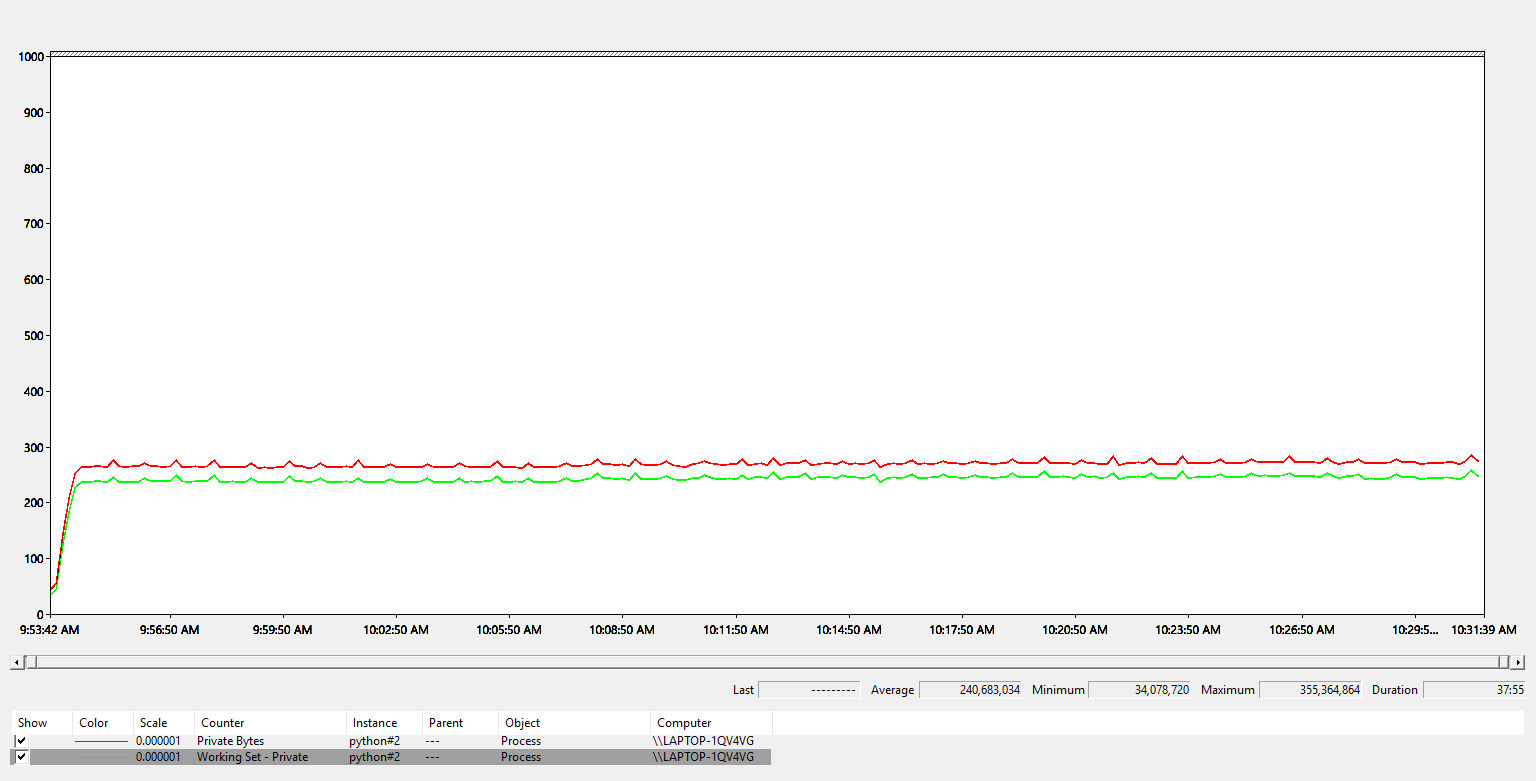 1000
900
800
700
600
500
400
300
200
100
0
9:53:42 AM 9:56:50 AM 9:59:50 AM 10:02:50 AM 10:05:50 AM 10:08:50 AM 10:11:50 AM 10:14:50 AM 10:17:50 AM 10:20:50 AM 10:23:50 AM 10:26:50 AM 10:29:5... 10:31:39 AM
Last --------- Average 240,683,034 Minimum 34,078,720 Maximum 355,364,864 Duration 37:55
Show Color Scale Counter Instance Parent Object Computer
0.000001 Private Bytes python#2 --- Process \\LAPTOP-1QV4VG
0.000001 Working Set - Private python#2 --- Process \\LAPTOP-1QV4VG